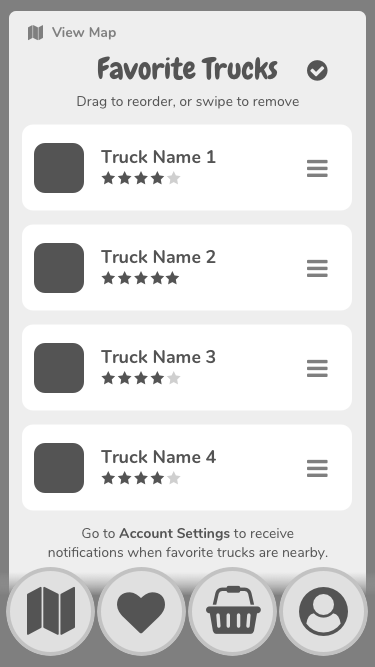 View Map
Favorite Trucks
Drag to reorder, or swipe to remove
Truck Name 1
Truck Name 2
Truck Name 3
Truck Name 4
Go to Account Settings to receive
notifications when favorite trucks are nearby.